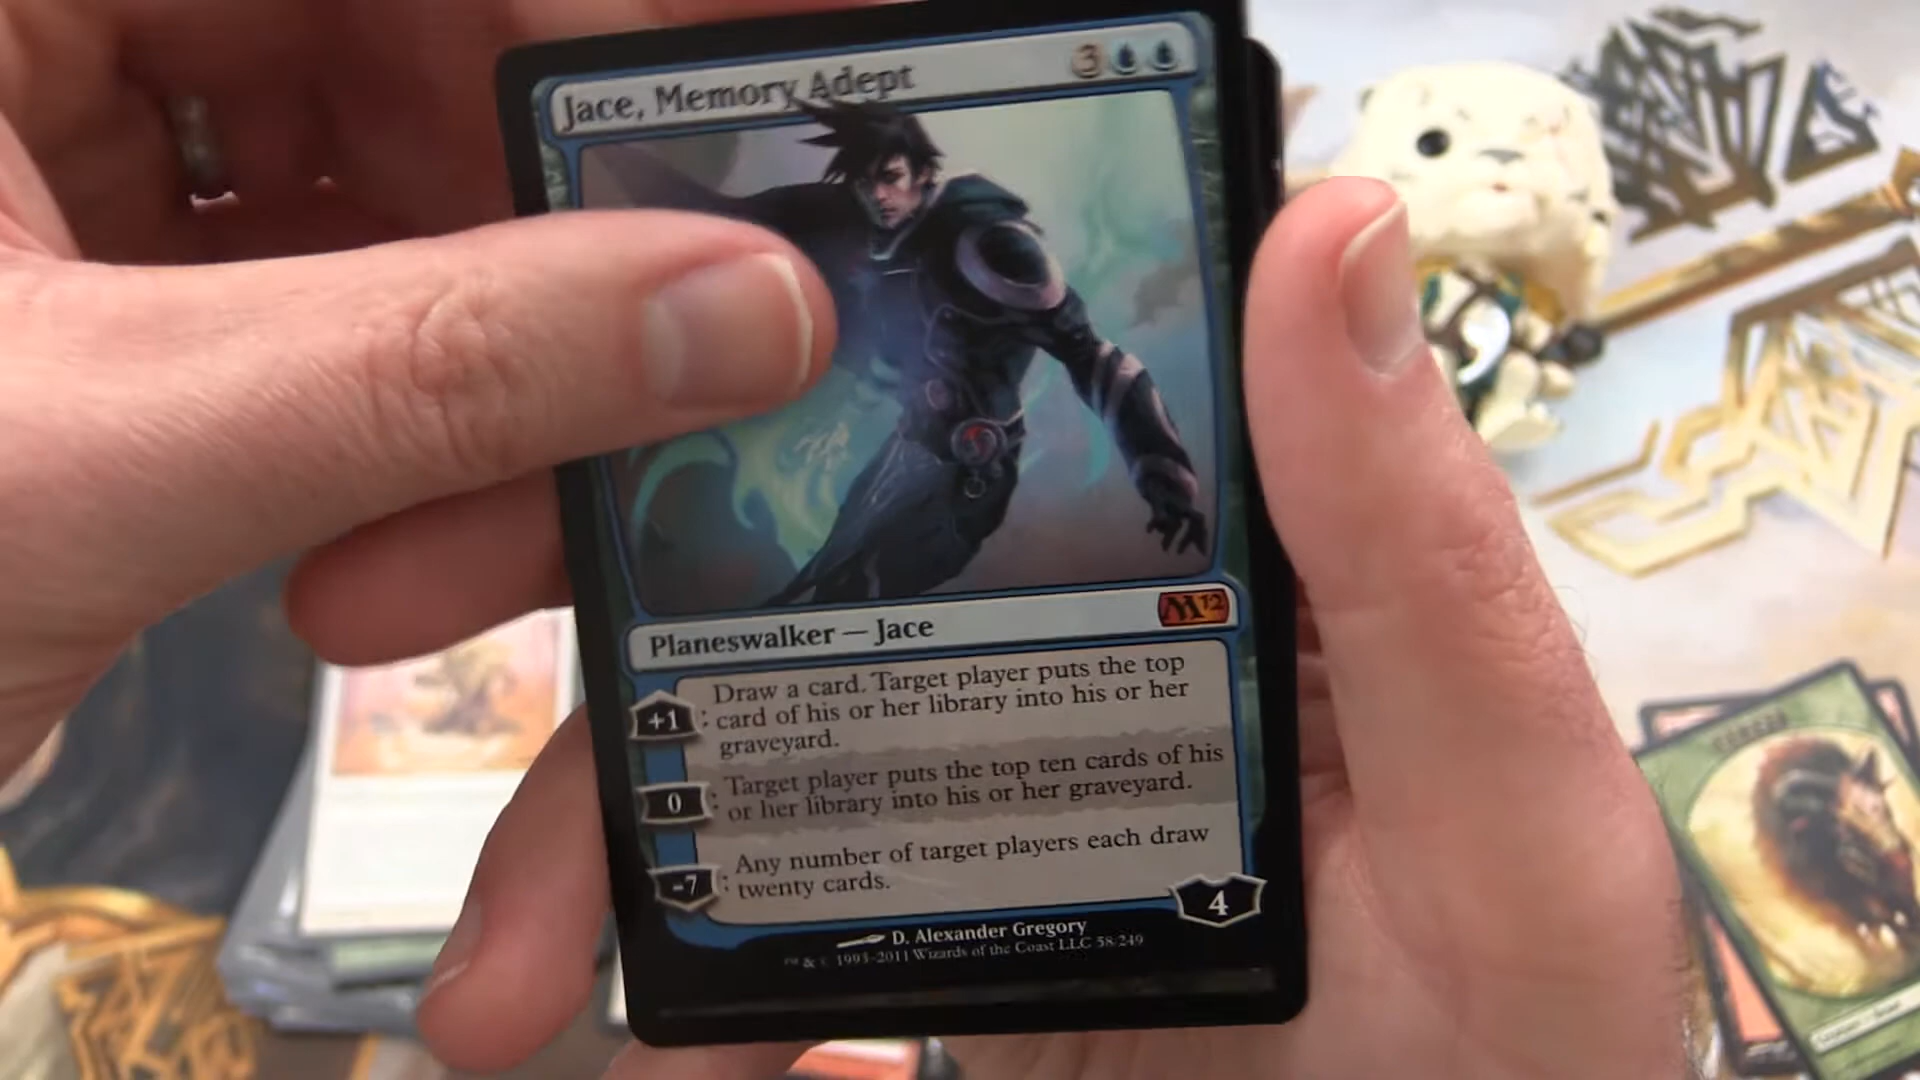 Jace, Memory Adept 3
Planeswalker — Jace M12
+1: Draw a card. Target player puts the top
card of his or her library into his or her
graveyard.
0: Target player puts the top ten cards of his
or her library into his or her graveyard.
-7: Any number of target players each draw
twenty cards.
4
D. Alexander Gregory
™ & © 1993-2011 Wizards of the Coast LLC 58/249